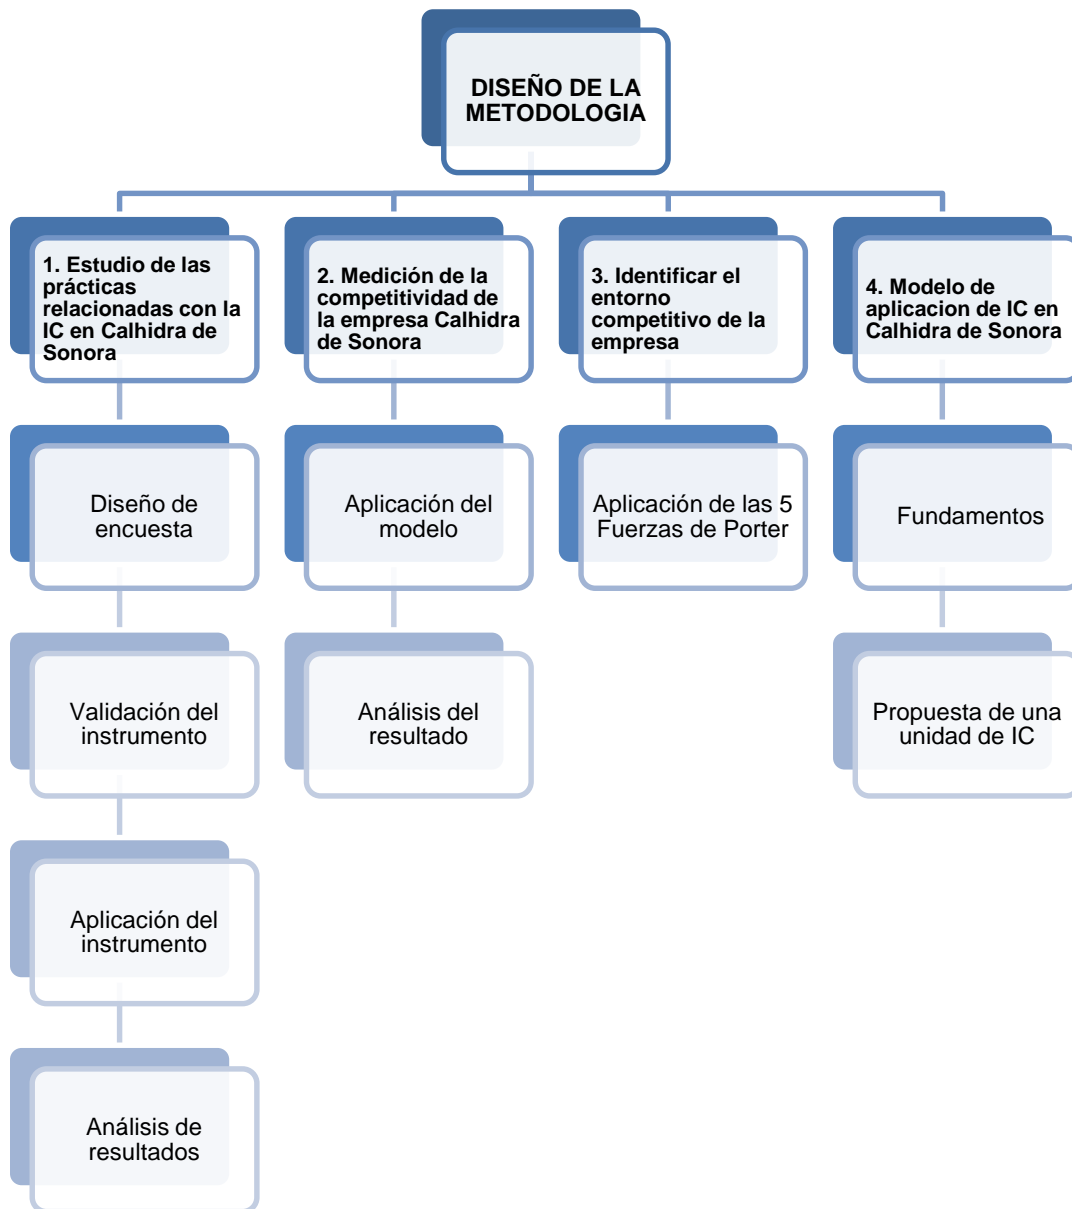 DISEÑO DE LA
METODOLOGIA
1. Estudio de las
prácticas
relacionadas con la
IC en Calhidra de
Sonora
2. Medición de la
competitividad de
la empresa Calhidra
de Sonora
3. Identificar el
entorno
competitivo de la
empresa
4. Modelo de
aplicacion de IC en
Calhidra de Sonora
Diseño de
encuesta
Aplicación del
modelo
Aplicación de las 5
Fuerzas de Porter
Fundamentos
Validación del
instrumento
Análisis del
resultado
Propuesta de una
unidad de IC
Aplicación del
instrumento
Análisis de
resultados